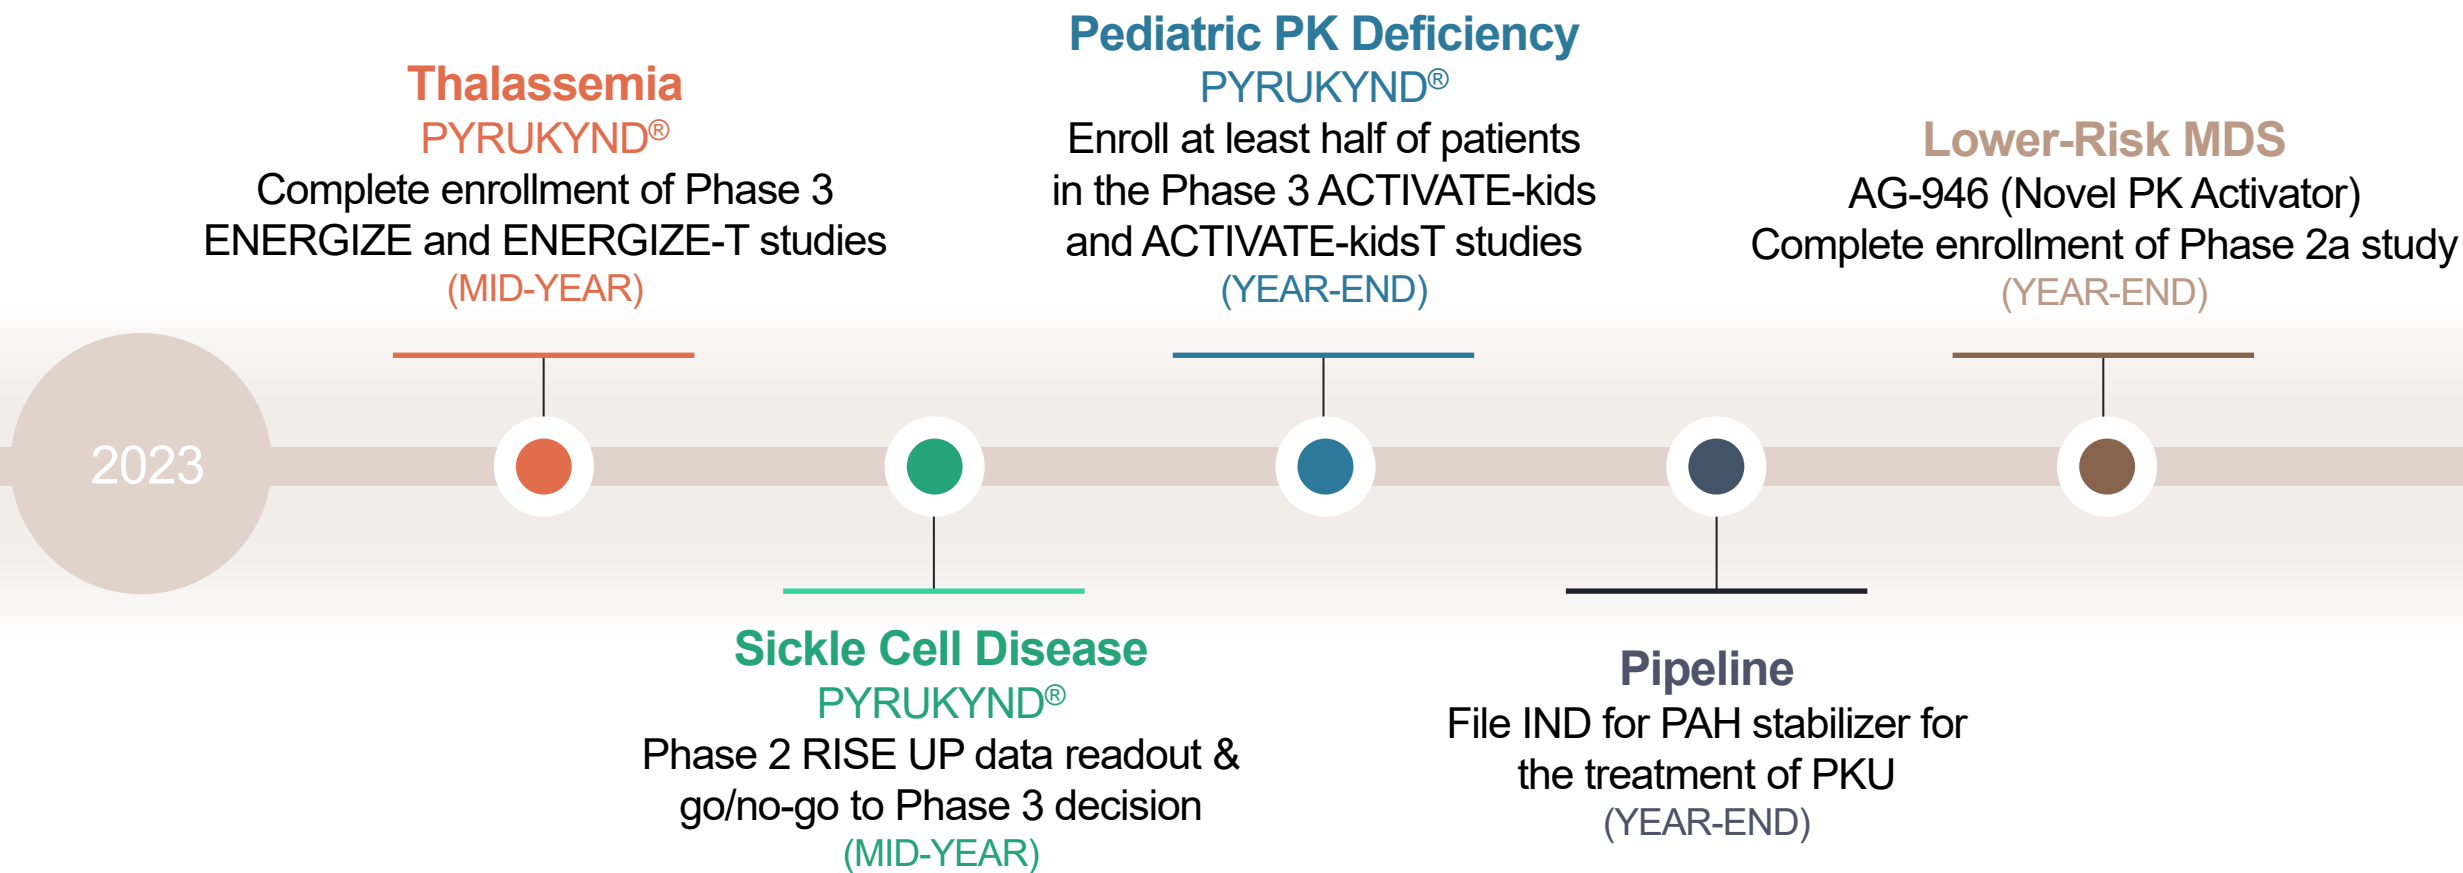 2023
Thalassemia
PYRUKYND®
Complete enrollment of Phase 3
ENERGIZE and ENERGIZE-T studies
(MID-YEAR)
Sickle Cell Disease
PYRUKYND®
Phase 2 RISE UP data readout &
go/no-go to Phase 3 decision
(MID-YEAR)
Pediatric PK Deficiency
PYRUKYND®
Enroll at least half of patients
in the Phase 3 ACTIVATE-kids
and ACTIVATE-kidsT studies
(YEAR-END)
Pipeline
File IND for PAH stabilizer for
the treatment of PKU
(YEAR-END)
Lower-Risk MDS
AG-946 (Novel PK Activator)
Complete enrollment of Phase 2a study
(YEAR-END)